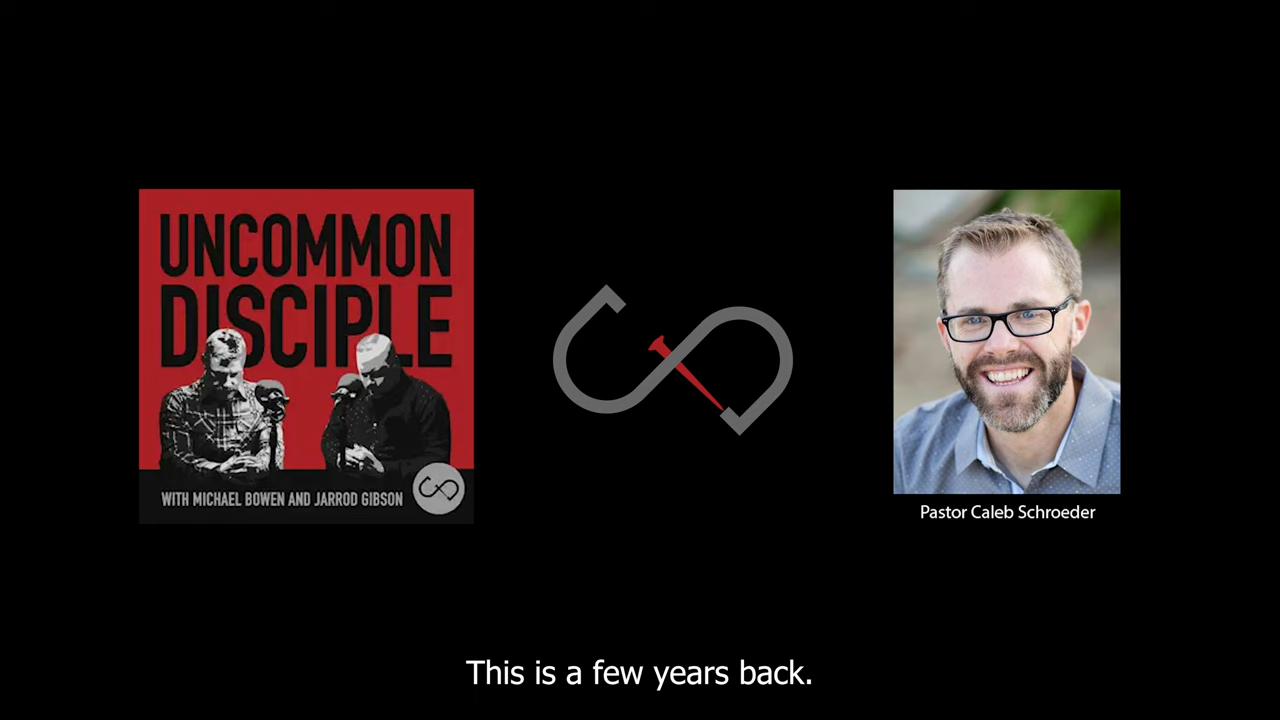 UNCOMMON
DISCIPLE
WITH MICHAEL BOWEN AND JARROD GIBSON
Pastor Caleb Schroeder
This is a few years back.